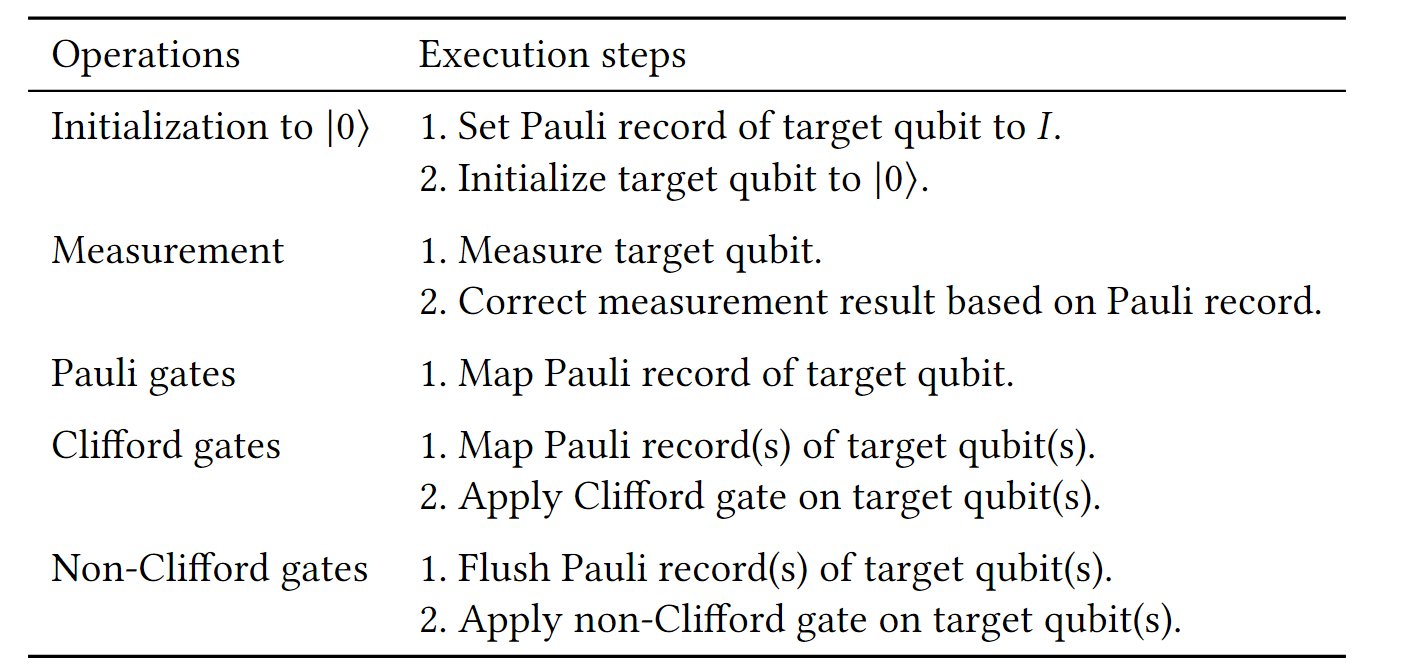 Operations Execution steps
Initialization to |0⟩ 1. Set Pauli record of target qubit to I.
2. Initialize target qubit to |0⟩.
Measurement 1. Measure target qubit.
2. Correct measurement result based on Pauli record.
Pauli gates 1. Map Pauli record of target qubit.
Clifford gates 1. Map Pauli record(s) of target qubit(s).
2. Apply Clifford gate on target qubit(s).
Non-Clifford gates 1. Flush Pauli record(s) of target qubit(s).
2. Apply non-Clifford gate on target qubit(s).